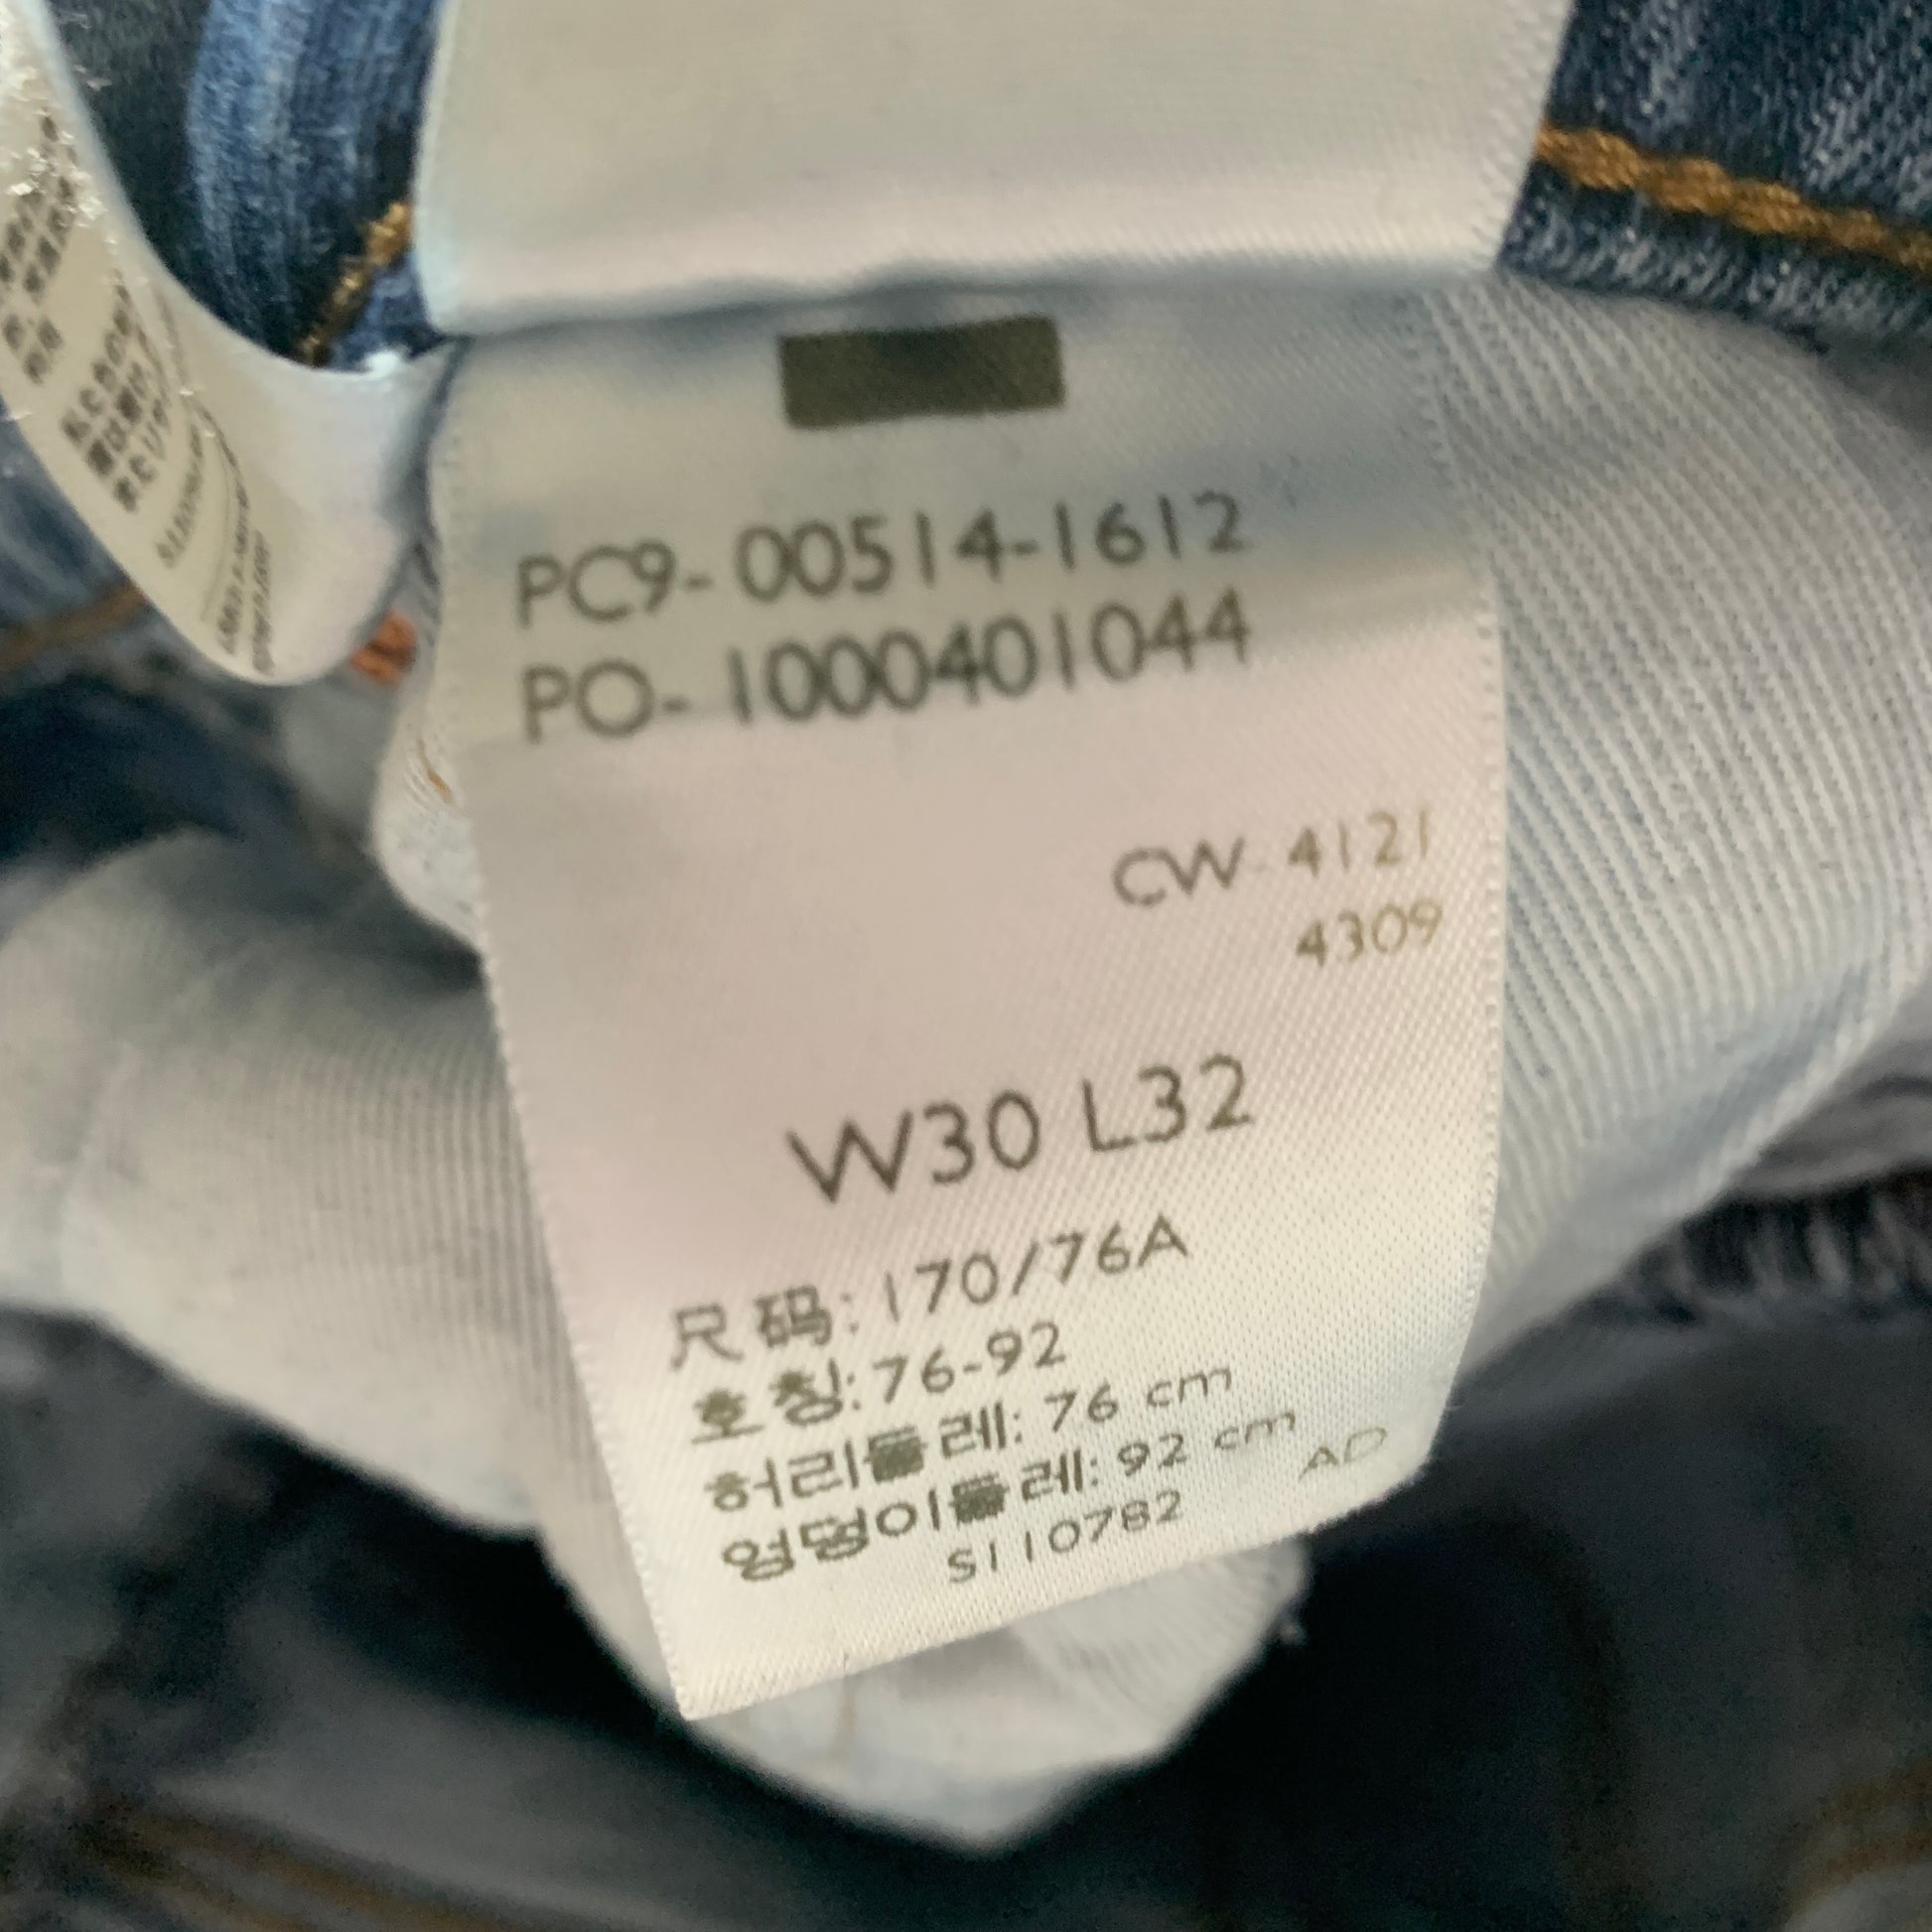 PC9-00514-1612
PO-1000401044
CW 4121
4309
W30 L32
尺码: 170/76A
호칭: 76-92
허리둘레: 76 cm
엉덩이둘레: 92 cm
AD
S110782